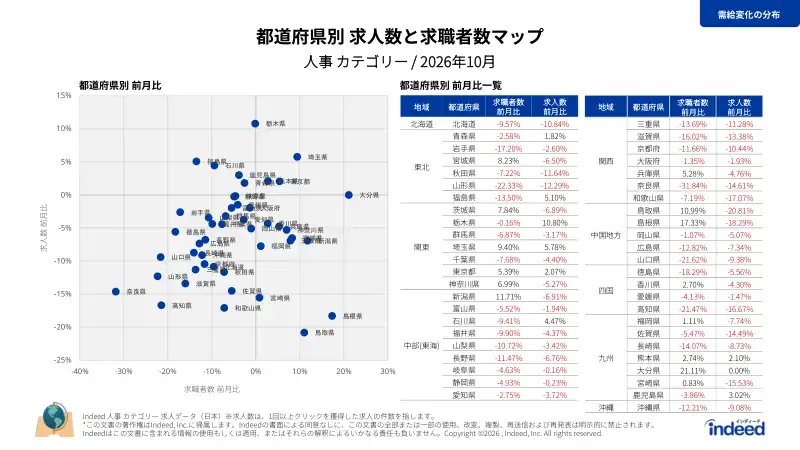 需給変化の分布
都道府県別 求人数と求職者数マップ
人事 カテゴリー / 2026年10月
都道府県別 前月比
15%
10%
5%
0%
-5%
-10%
-15%
-20%
-25%
-40%
-30%
-20%
-10%
0%
10%
20%
30%
求人数 前月比
求職者数 前月比
栃木県
埼玉県
石川県
鹿児島県
大分県
岩手県
徳島県
広島県
福岡県
新潟県
山口県
山形県
秋田県
滋賀県
奈良県
佐賀県
宮崎県
高知県
和歌山県
島根県
鳥取県
都道府県別 前月比一覧
地域 都道府県 求職者数 前月比 求人数 前月比
北海道 北海道 -9.57% -10.84%
東北
青森県 -2.58% 1.82%
岩手県 -17.20% -2.60%
宮城県 8.23% -6.50%
秋田県 -7.22% -11.64%
山形県 -22.33% -12.29%
福島県 -13.50% 5.10%
関東
茨城県 7.84% -6.89%
栃木県 -0.16% 10.80%
群馬県 -6.87% -3.17%
埼玉県 9.40% 5.78%
千葉県 -7.68% -4.40%
東京都 5.39% 2.07%
神奈川県 6.99% -5.27%
中部(東海)
新潟県 11.71% -6.91%
富山県 -5.52% -1.94%
石川県 -9.41% 4.47%
福井県 -9.90% -4.37%
山梨県 -10.72% -3.42%
長野県 -11.47% -6.76%
岐阜県 -4.63% -0.16%
静岡県 -4.93% -0.23%
愛知県 -2.75% -3.72%
地域 都道府県 求職者数 前月比 求人数 前月比
関西
三重県 -13.69% -11.28%
滋賀県 -16.02% -13.38%
京都府 -11.66% -10.44%
大阪府 -1.35% -1.93%
兵庫県 5.28% -4.76%
奈良県 -31.84% -14.61%
和歌山県 -7.19% -17.07%
中国地方
鳥取県 10.99% -20.81%
島根県 17.33% -18.29%
岡山県 -1.07% -5.07%
広島県 -12.82% -7.34%
山口県 -21.62% -9.38%
四国
徳島県 -18.29% -5.56%
香川県 2.70% -4.30%
愛媛県 -4.13% -1.47%
高知県 -21.47% -16.67%
九州
福岡県 1.11% -7.74%
佐賀県 -5.47% -14.49%
長崎県 -14.07% -8.73%
熊本県 2.74% 2.10%
大分県 21.11% 0.00%
宮崎県 0.83% -15.53%
鹿児島県 -3.86% 3.02%
沖縄 沖縄県 -12.21% -9.08%
Indeed 人事 カテゴリー 求人データ（日本）※求人数は、1回以上クリックを獲得した求人の件数を指します。
*この文書の著作権はIndeed, Inc.に帰属します。Indeedの書面による同意なしに、この文書の全部または一部の使用、改変、複製、再送信および再発表は明示的に禁止されます。
Indeedはこの文書に含まれる情報の使用もしくは適用、またはそれらの解釈によるいかなる責任も負いません。Copyright ©2026 , Indeed, Inc. All rights reserved.
インディード
indeed